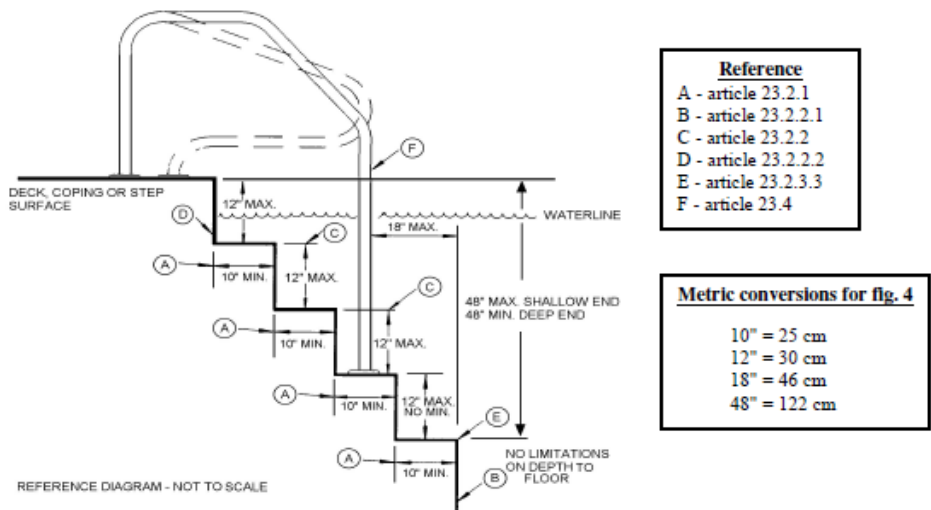 DECK, COPING OR STEP
SURFACE
12" MAX.
WATERLINE
F
D
C
18" MAX.
A
10" MIN.
12" MAX.
C
48" MAX. SHALLOW END
48" MIN. DEEP END
A
10" MIN.
12" MAX.
A
10" MIN.
12" MAX.
NO MIN.
E
A
10" MIN.
NO LIMITATIONS
ON DEPTH TO
FLOOR
B
REFERENCE DIAGRAM - NOT TO SCALE
Reference
A - article 23.2.1
B - article 23.2.2.1
C - article 23.2.2
D - article 23.2.2.2
E - article 23.2.3.3
F - article 23.4
Metric conversions for fig. 4
10" = 25 cm
12" = 30 cm
18" = 46 cm
48" = 122 cm